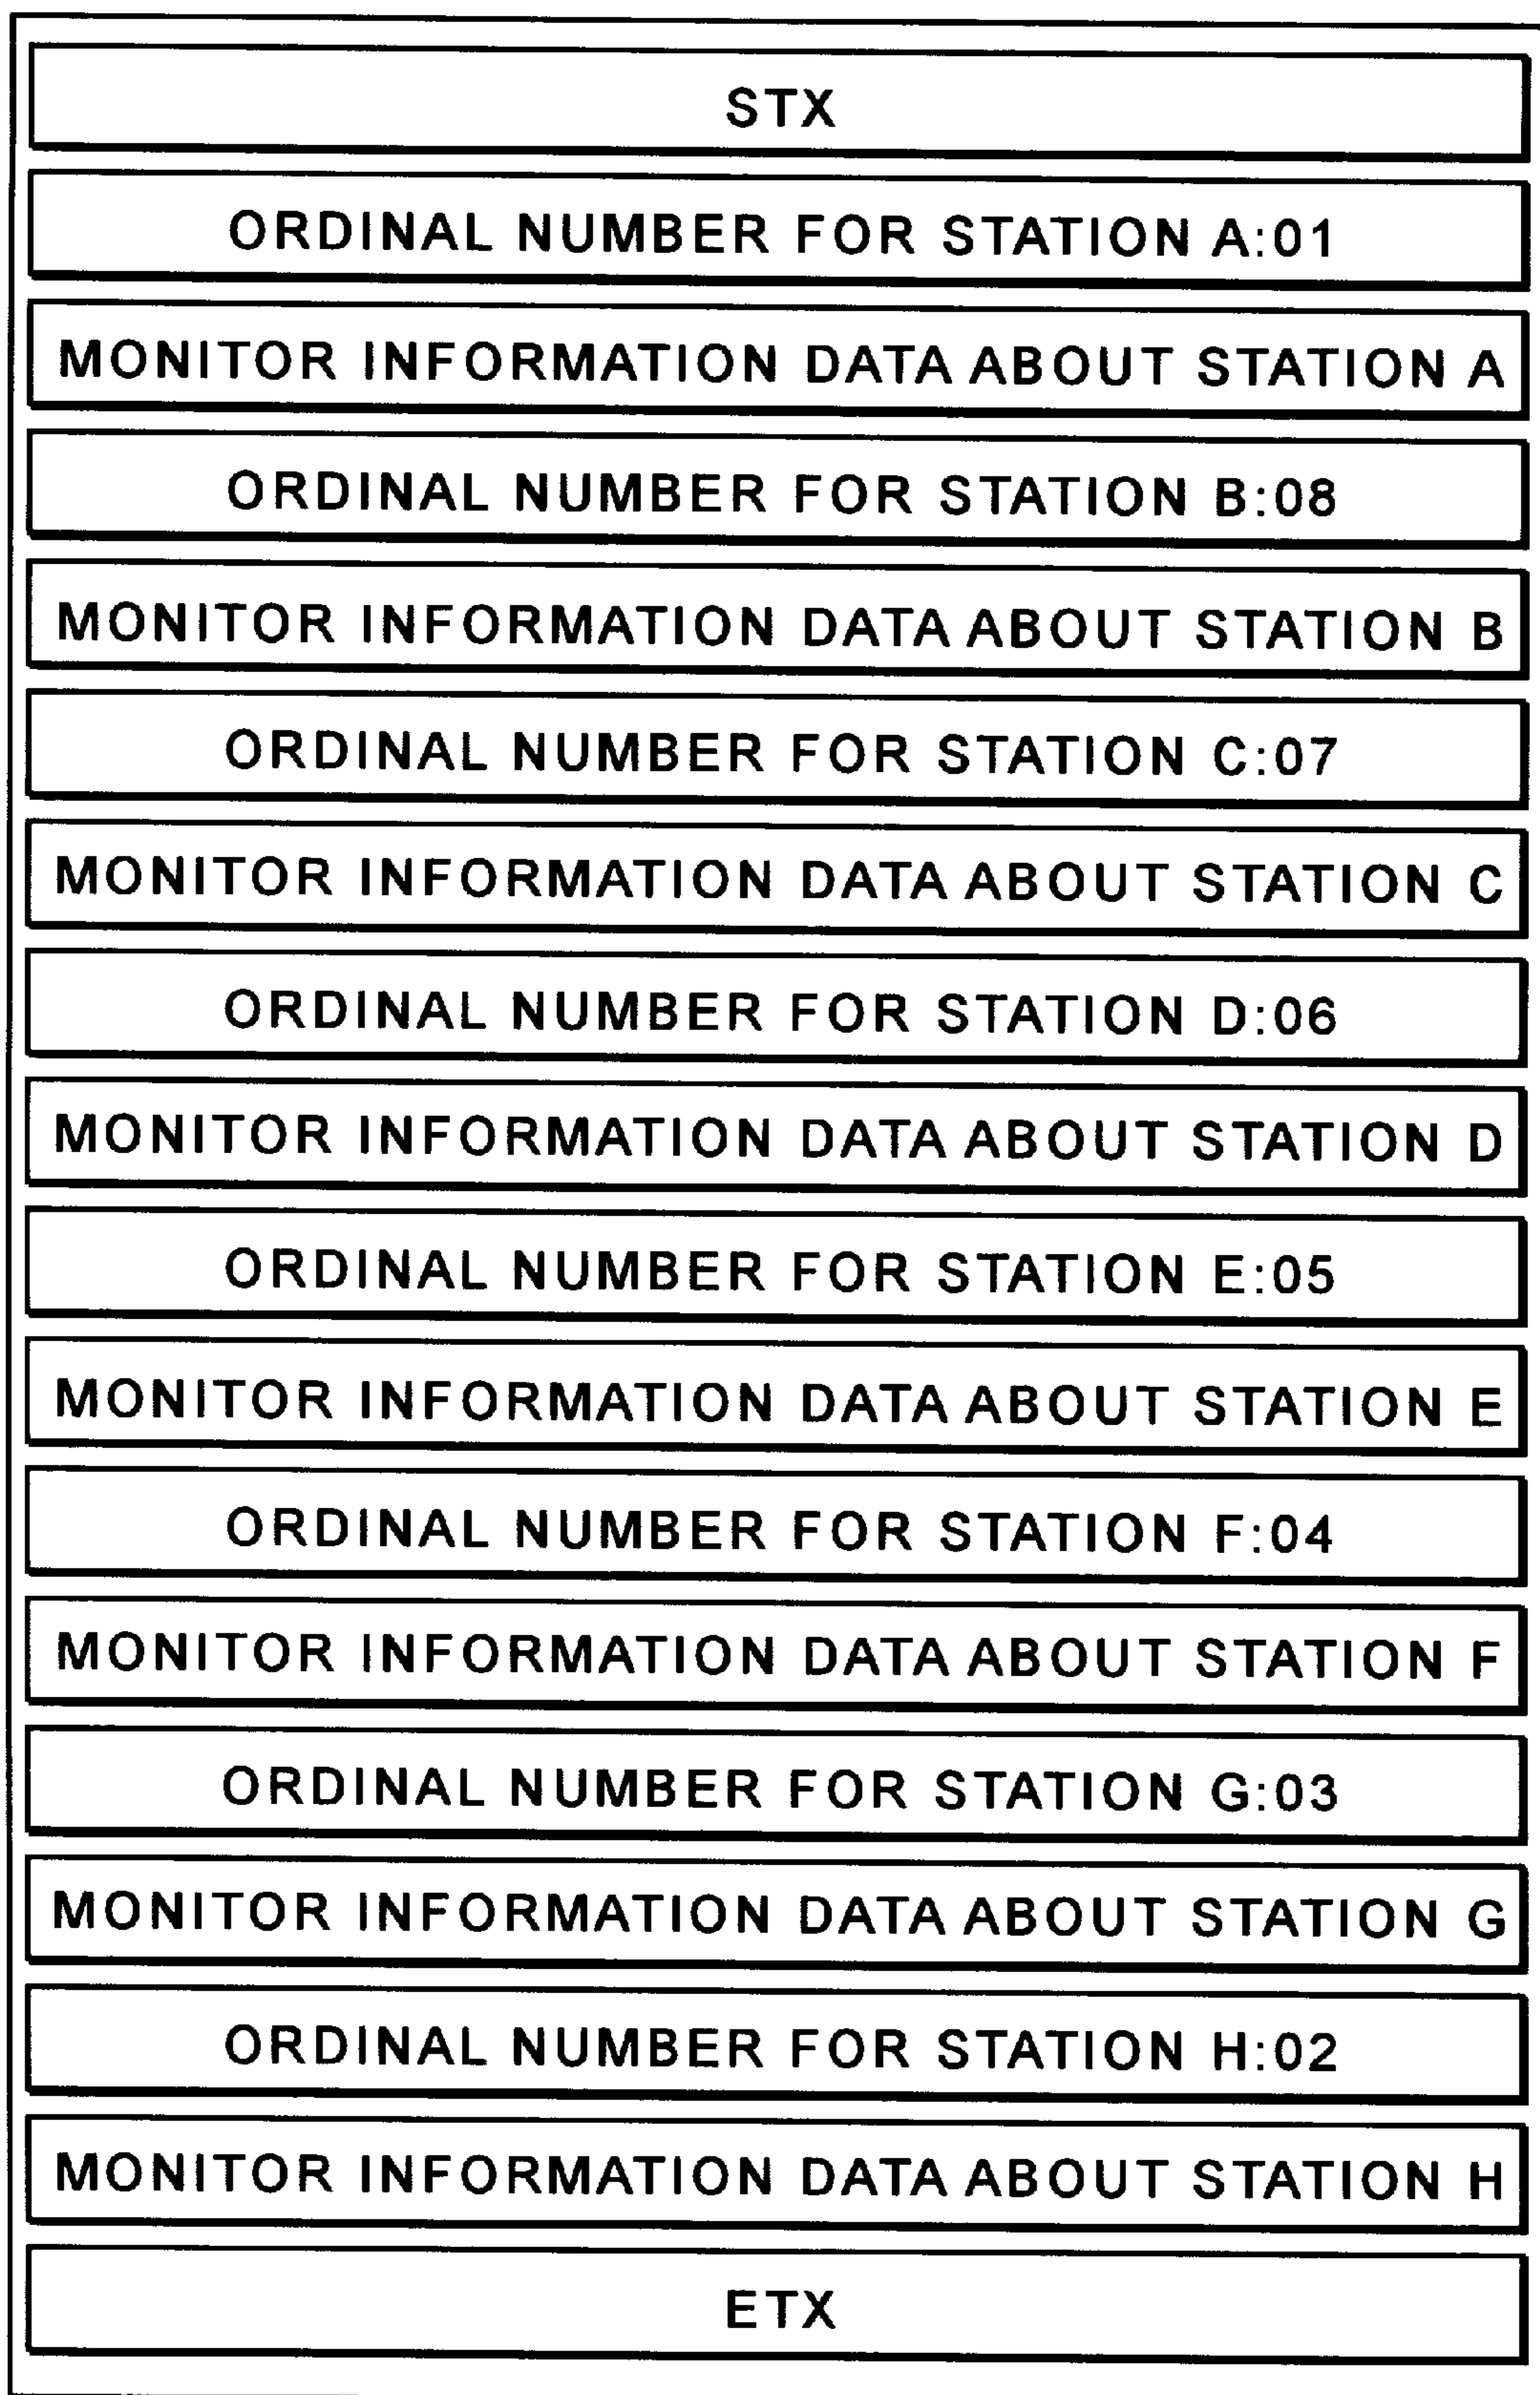 STX
ORDINAL NUMBER FOR STATION A:01
MONITOR INFORMATION DATA ABOUT STATION A
ORDINAL NUMBER FOR STATION B:08
MONITOR INFORMATION DATA ABOUT STATION B
ORDINAL NUMBER FOR STATION C:07
MONITOR INFORMATION DATA ABOUT STATION C
ORDINAL NUMBER FOR STATION D:06
MONITOR INFORMATION DATA ABOUT STATION D
ORDINAL NUMBER FOR STATION E:05
MONITOR INFORMATION DATA ABOUT STATION E
ORDINAL NUMBER FOR STATION F:04
MONITOR INFORMATION DATA ABOUT STATION F
ORDINAL NUMBER FOR STATION G:03
MONITOR INFORMATION DATA ABOUT STATION G
ORDINAL NUMBER FOR STATION H:02
MONITOR INFORMATION DATA ABOUT STATION H
ETX